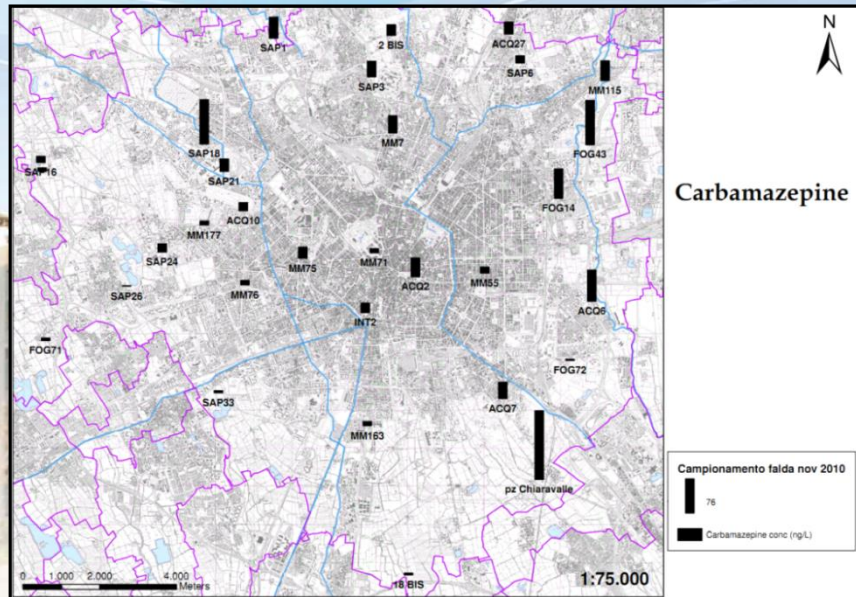 SAP1
2 BIS
ACQ27
SAP6
SAP3
MM115
MM7
SAP18
FOG43
SAP16
SAP21
FOG14
ACQ10
MM177
SAP24
MM75
MM71
ACQ2
MM55
SAP26
MM76
ACQ6
INT2
FOG71
FOG72
SAP33
ACQ7
MM163
pz Chiaravalle
18 BIS
0 1.000 2.000 4.000
Meters
1:75.000
N
Carbamazepine
Campionamento falda nov 2010
76
Carbamazepine conc (ng/L)